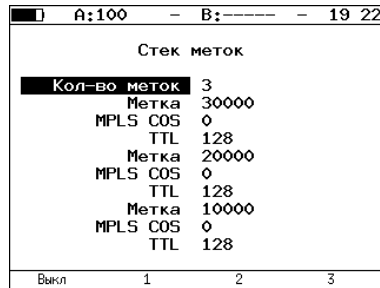 A:100 – B:----- – 19 22
Стек меток
Кол-во меток 3
Метка 30000
MPLS COS 0
TTL 128
Метка 20000
MPLS COS 0
TTL 128
Метка 10000
MPLS COS 0
TTL 128
Выкл 1 2 3